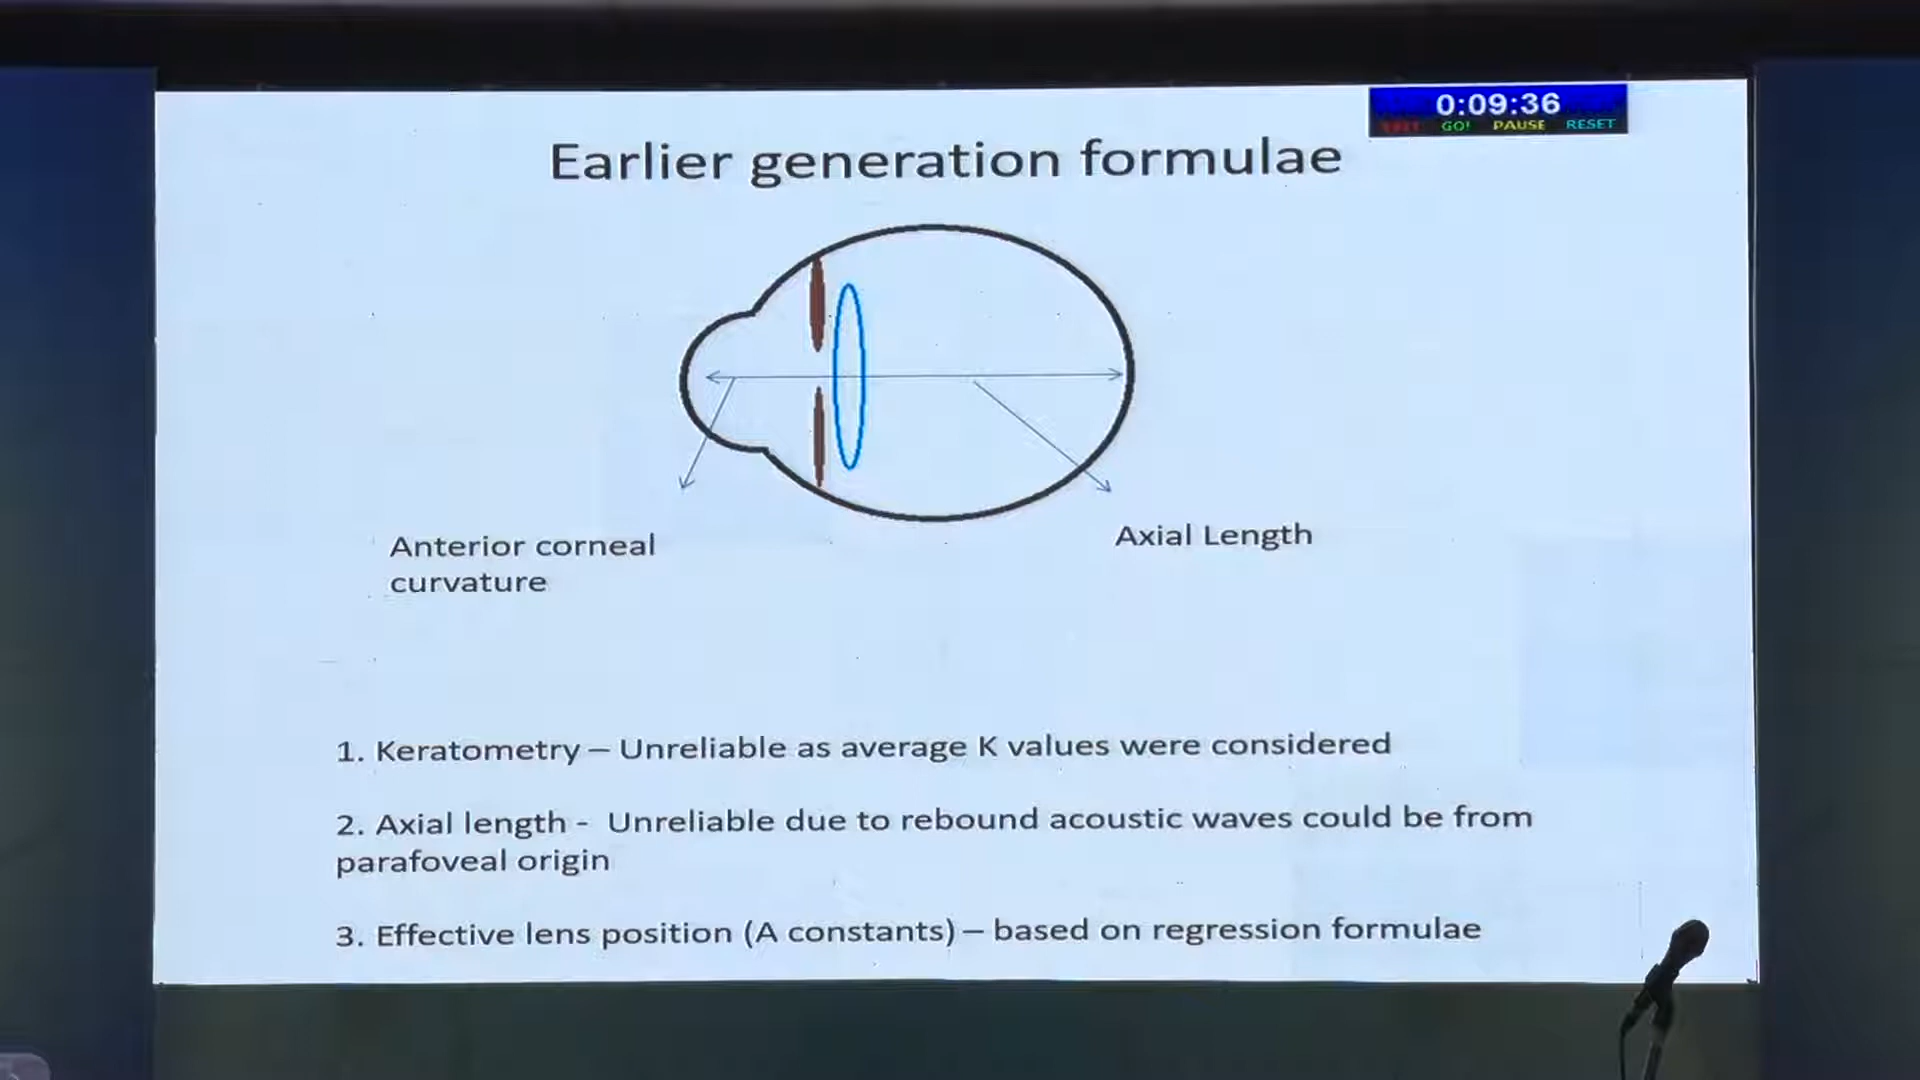 0:09:36
GO! PAUSE RESET
Earlier generation formulae
Anterior corneal
curvature
Axial Length
1. Keratometry – Unreliable as average K values were considered
2. Axial length - Unreliable due to rebound acoustic waves could be from
parafoveal origin
3. Effective lens position (A constants) – based on regression formulae